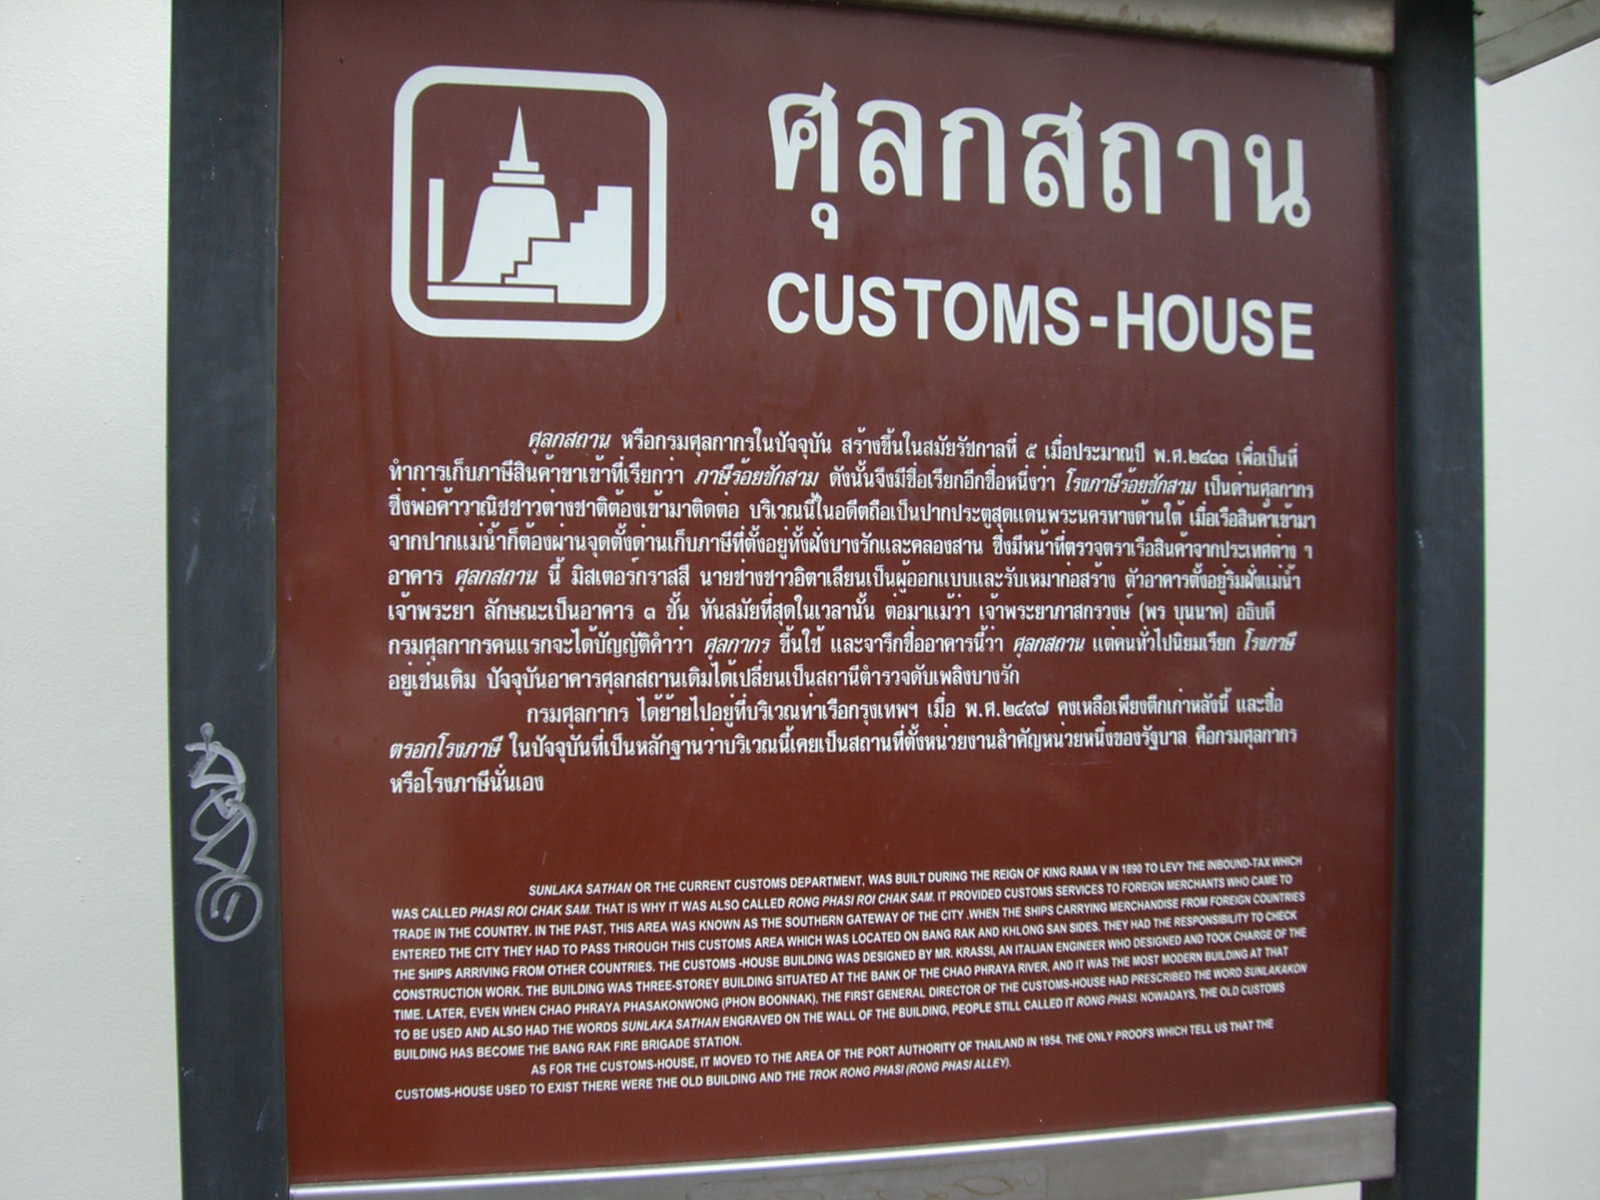 ศุลกสถาน
CUSTOMS-HOUSE
ศุลกสถาน หรือกรมศุลกากรในปัจจุบัน สร้างขึ้นในสมัยรัชกาลที่ ๕ เมื่อประมาณปี พ.ศ.๒๔๓๓ เพื่อเป็นที่
ทำการเก็บภาษีสินค้าขาเข้าที่เรียกว่า ภาษีร้อยชักสาม ดังนั้นจึงมีชื่อเรียกอีกชื่อหนึ่งว่า โรงภาษีร้อยชักสาม เป็นด่านศุลกากร
ซึ่งพ่อค้าวาณิชชาวต่างชาติต้องเข้ามาติดต่อ บริเวณนี้ในอดีตถือเป็นปากประตูสุดแดนพระนครทางด้านใต้ เมื่อเรือสินค้าเข้ามา
จากปากแม่น้ำก็ต้องผ่านจุดตั้งด่านเก็บภาษีที่ตั้งอยู่ทั้งฝั่งบางรักและคลองสาน ซึ่งมีหน้าที่ตรวจตราเรือสินค้าจากประเทศต่าง ๆ
อาคาร ศุลกสถาน นี้ มิสเตอร์กราสสี นายช่างชาวอิตาเลียนเป็นผู้ออกแบบและรับเหมาก่อสร้าง ตัวอาคารตั้งอยู่ริมฝั่งแม่น้ำ
เจ้าพระยา ลักษณะเป็นอาคาร ๓ ชั้น ทันสมัยที่สุดในเวลานั้น ต่อมาแม้ว่า เจ้าพระยาภาสกรวงษ์ (พร บุนนาค) อธิบดี
กรมศุลกากรคนแรกจะได้บัญญัติคำว่า ศุลกากร ขึ้นใช้ และจารึกชื่ออาคารนี้ว่า ศุลกสถาน แต่คนทั่วไปนิยมเรียก โรงภาษี
อยู่เช่นเดิม ปัจจุบันอาคารศุลกสถานเดิมได้เปลี่ยนเป็นสถานีตำรวจดับเพลิงบางรัก
กรมศุลกากร ได้ย้ายไปอยู่ที่บริเวณท่าเรือกรุงเทพฯ เมื่อ พ.ศ.๒๔๙๗ คงเหลือเพียงตึกเก่าหลังนี้ และชื่อ
ตรอกโรงภาษี ในปัจจุบันที่เป็นหลักฐานว่าบริเวณนี้เคยเป็นสถานที่ตั้งหน่วยงานสำคัญหน่วยหนึ่งของรัฐบาล คือกรมศุลกากร
หรือโรงภาษีนั่นเอง
SUNLAKA SATHAN OR THE CURRENT CUSTOMS DEPARTMENT, WAS BUILT DURING THE REIGN OF KING RAMA V IN 1890 TO LEVY THE INBOUND-TAX WHICH
WAS CALLED PHASI ROI CHAK SAM. THAT IS WHY IT WAS ALSO CALLED RONG PHASI ROI CHAK SAM. IT PROVIDED CUSTOMS SERVICES TO FOREIGN MERCHANTS WHO CAME TO
TRADE IN THE COUNTRY. IN THE PAST, THIS AREA WAS KNOWN AS THE SOUTHERN GATEWAY OF THE CITY .WHEN THE SHIPS CARRYING MERCHANDISE FROM FOREIGN COUNTRIES
ENTERED THE CITY THEY HAD TO PASS THROUGH THIS CUSTOMS AREA WHICH WAS LOCATED ON BANG RAK AND KHLONG SAN SIDES. THEY HAD THE RESPONSIBILITY TO CHECK
THE SHIPS ARRIVING FROM OTHER COUNTRIES. THE CUSTOMS -HOUSE BUILDING WAS DESIGNED BY MR. KRASSI, AN ITALIAN ENGINEER WHO DESIGNED AND TOOK CHARGE OF THE
CONSTRUCTION WORK. THE BUILDING WAS THREE-STOREY BUILDING SITUATED AT THE BANK OF THE CHAO PHRAYA RIVER, AND IT WAS THE MOST MODERN BUILDING AT THAT
TIME. LATER, EVEN WHEN CHAO PHRAYA PHASAKONWONG (PHON BOONNAK), THE FIRST GENERAL DIRECTOR OF THE CUSTOMS-HOUSE HAD PRESCRIBED THE WORD SUNLAKAKON
TO BE USED AND ALSO HAD THE WORDS SUNLAKA SATHAN ENGRAVED ON THE WALL OF THE BUILDING, PEOPLE STILL CALLED IT RONG PHASI. NOWADAYS, THE OLD CUSTOMS
BUILDING HAS BECOME THE BANG RAK FIRE BRIGADE STATION.
AS FOR THE CUSTOMS-HOUSE, IT MOVED TO THE AREA OF THE PORT AUTHORITY OF THAILAND IN 1954. THE ONLY PROOFS WHICH TELL US THAT THE
CUSTOMS-HOUSE USED TO EXIST THERE WERE THE OLD BUILDING AND THE TROK RONG PHASI (RONG PHASI ALLEY).